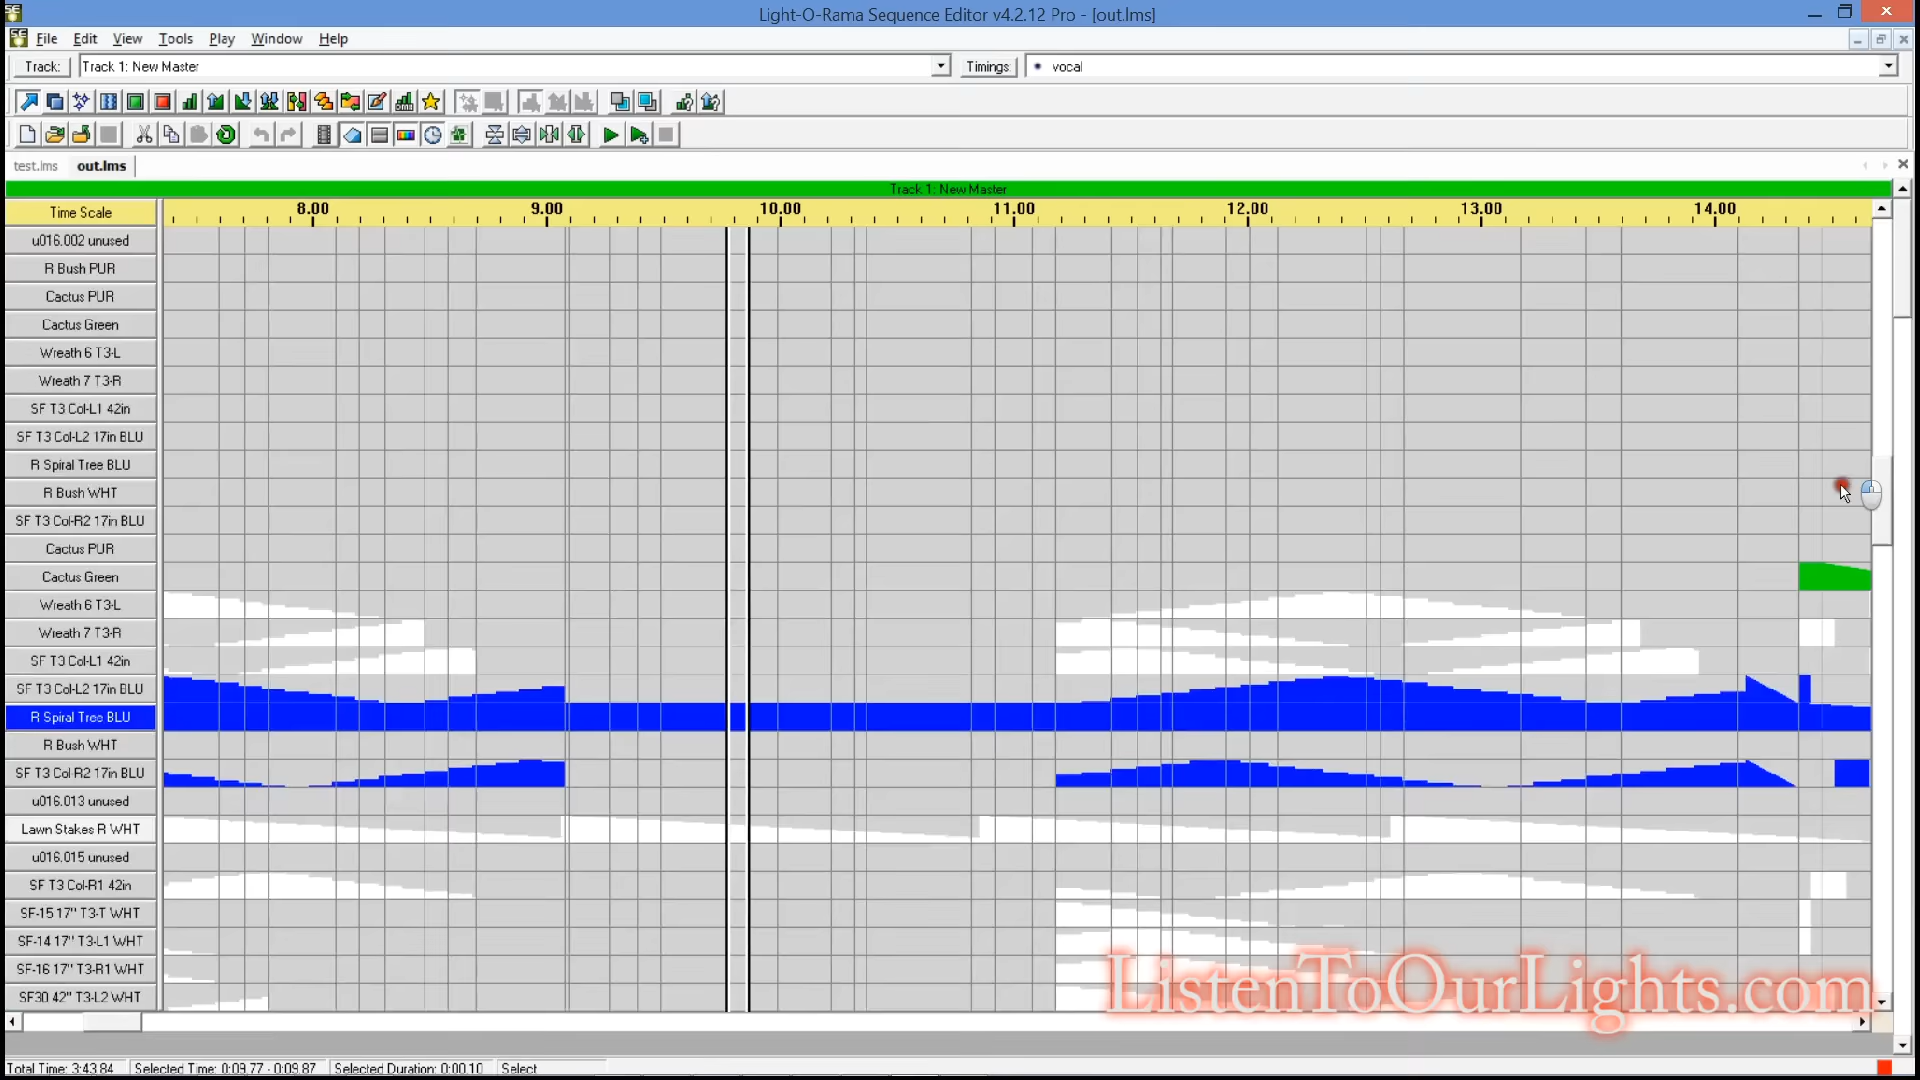 Light-O-Rama Sequence Editor v4.2.12 Pro - [out.lms]
File Edit View Tools Play Window Help
Track: Track 1: New Master Timings vocal
test.lms out.lms
Track 1: New Master
Time Scale 8.00 9.00 10.00 11.00 12.00 13.00 14.00
u016.002 unused
R Bush PUR
Cactus PUR
Cactus Green
Wreath 6 T3-L
Wreath 7 T3-R
SF T3 Col-L1 42in
SF T3 Col-L2 17in BLU
R Spiral Tree BLU
R Bush WHT
SF T3 Col-R2 17in BLU
Cactus PUR
Cactus Green
Wreath 6 T3-L
Wreath 7 T3-R
SF T3 Col-L1 42in
SF T3 Col-L2 17in BLU
R Spiral Tree BLU
R Bush WHT
SF T3 Col-R2 17in BLU
u016.013 unused
Lawn Stakes R WHT
u016.015 unused
SF T3 Col-R1 42in
SF-15 17" T3-T WHT
SF-14 17" T3-L1 WHT
SF-16 17" T3-R1 WHT
SF30 42" T3-L2 WHT
ListenToOurLights.com
Total Time: 3:43.84 Selected Time: 0:09.77 - 0:09.87 Selected Duration: 0:00.10 Select